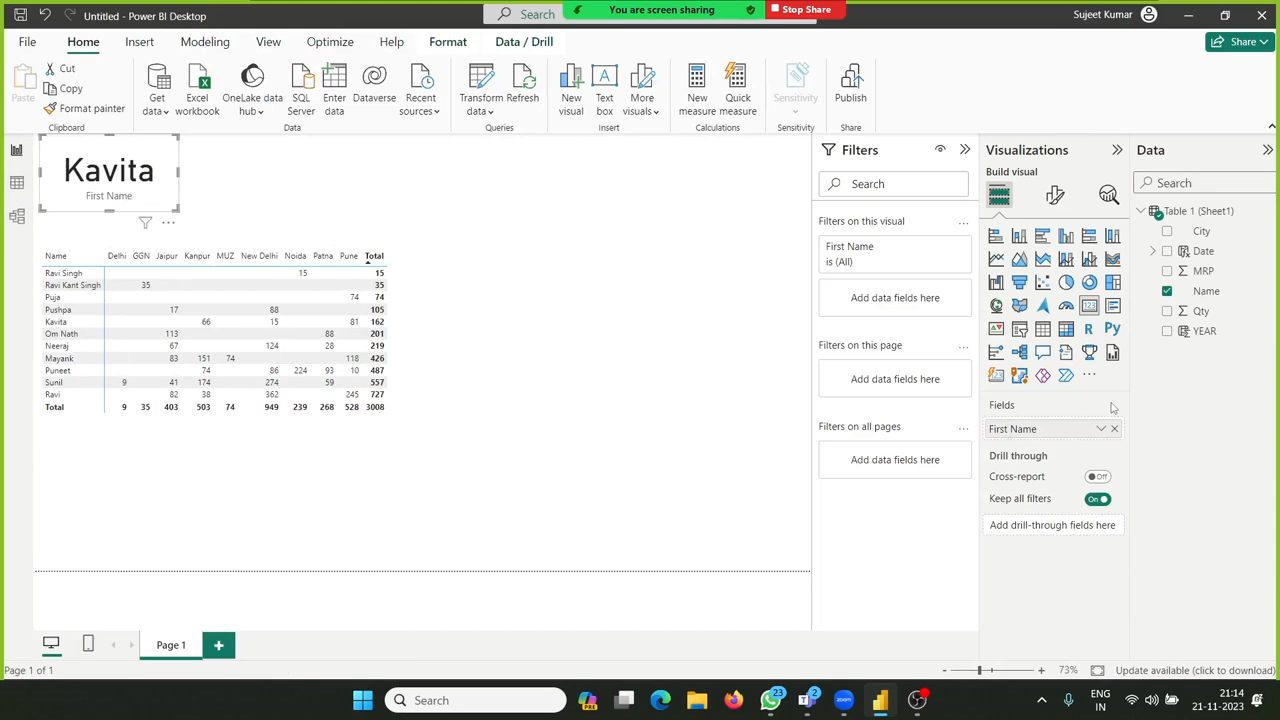 Untitled - Power BI Desktop
Search
You are screen sharing
Stop Share
Sujeet Kumar
File Home Insert Modeling View Optimize Help Format Data / Drill
Share
Paste
Cut
Copy
Format painter
Clipboard
Get data
Excel workbook
OneLake data hub
SQL Server
Enter data
Dataverse
Recent sources
Data
Transform data
Refresh
Queries
New visual
Text box
More visuals
Insert
New measure
Quick measure
Calculations
Sensitivity
Sensitivity
Publish
Share
Kavita
First Name
Name Delhi GGN Jaipur Kanpur MUZ New Delhi Noida Patna Pune Total
Ravi Singh 15 15
Ravi Kant Singh 35 35
Puja 74 74
Pushpa 17 88 105
Kavita 66 15 81 162
Om Nath 113 88 201
Neeraj 67 124 28 219
Mayank 83 151 74 118 426
Puneet 74 86 224 93 10 487
Sunil 9 41 174 274 59 557
Ravi 82 38 362 245 727
Total 9 35 403 503 74 949 239 268 528 3008
Filters
Search
Filters on this visual ...
First Name
is (All)
Add data fields here
Filters on this page ...
Add data fields here
Filters on all pages ...
Add data fields here
Visualizations
Build visual
123
R Py
...
Fields
First Name
Drill through
Cross-report Off
Keep all filters On
Add drill-through fields here
Data
Search
Table 1 (Sheet1)
City
Date
MRP
Name
Qty
YEAR
Page 1
Page 1 of 1
- + 73%
Update available (click to download)
Search
PRE
23
2
zoom
ENG
IN
21:14
21-11-2023